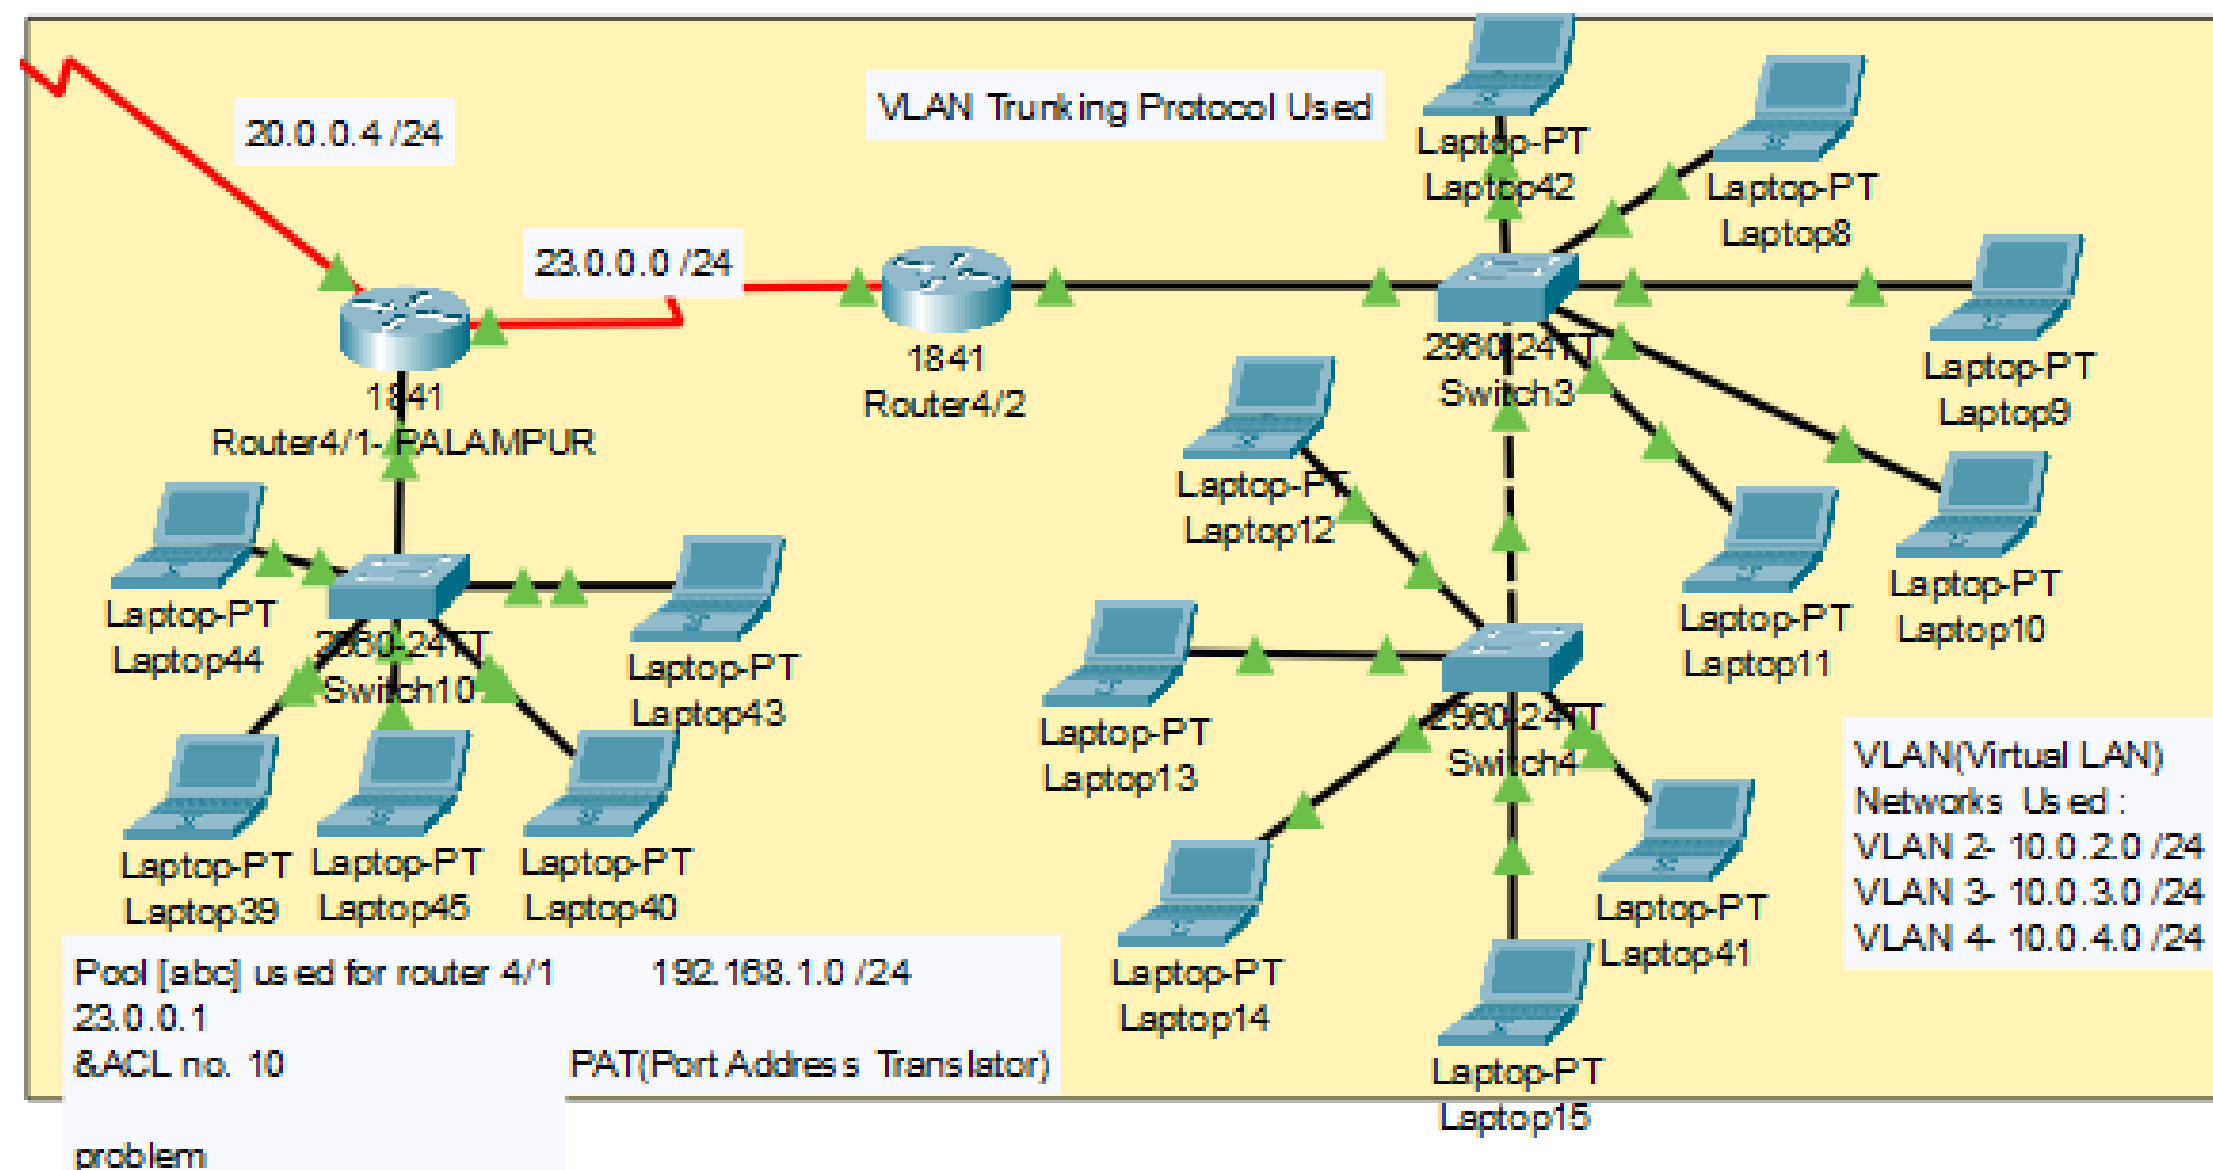 VLAN Trunking Protocol Used
20.0.0.4 /24
23.0.0.0 /24
Laptop-PT
Laptop42
Laptop-PT
Laptop8
1841
Router4/1- PALAMPUR
1841
Router4/2
2960-24TT
Switch3
Laptop-PT
Laptop9
Laptop-PT
Laptop12
Laptop-PT
Laptop10
Laptop-PT
Laptop11
Laptop-PT
Laptop44
2960-24TT
Switch10
Laptop-PT
Laptop43
Laptop-PT
Laptop13
2960-24TT
Switch4
Laptop-PT
Laptop39
Laptop-PT
Laptop45
Laptop-PT
Laptop40
Laptop-PT
Laptop14
Laptop-PT
Laptop41
Laptop-PT
Laptop15
VLAN(Virtual LAN)
Networks Used :
VLAN 2- 10.0.2.0 /24
VLAN 3- 10.0.3.0 /24
VLAN 4- 10.0.4.0 /24
Pool [abc] used for router 4/1
23.0.0.1
&ACL no. 10
problem
192.168.1.0 /24
PAT(Port Address Translator)